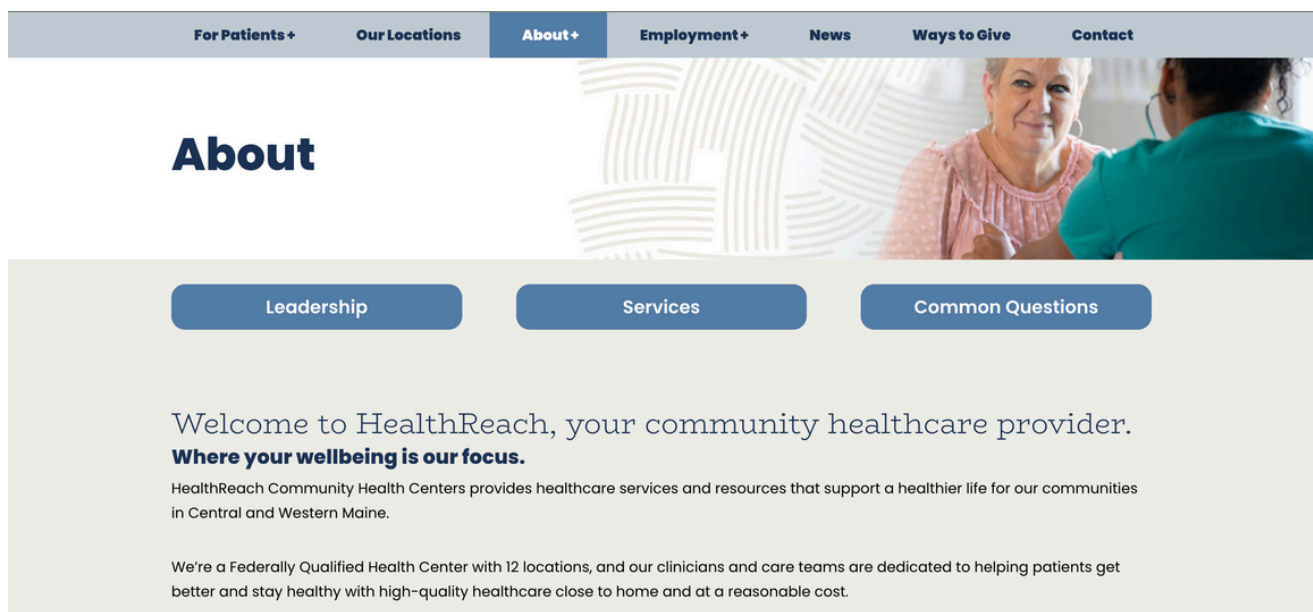 For Patients+ Our Locations About+ Employment+ News Ways to Give Contact
About
Leadership Services Common Questions
Welcome to HealthReach, your community healthcare provider.
Where your wellbeing is our focus.
HealthReach Community Health Centers provides healthcare services and resources that support a healthier life for our communities
in Central and Western Maine.
We're a Federally Qualified Health Center with 12 locations, and our clinicians and care teams are dedicated to helping patients get
better and stay healthy with high-quality healthcare close to home and at a reasonable cost.